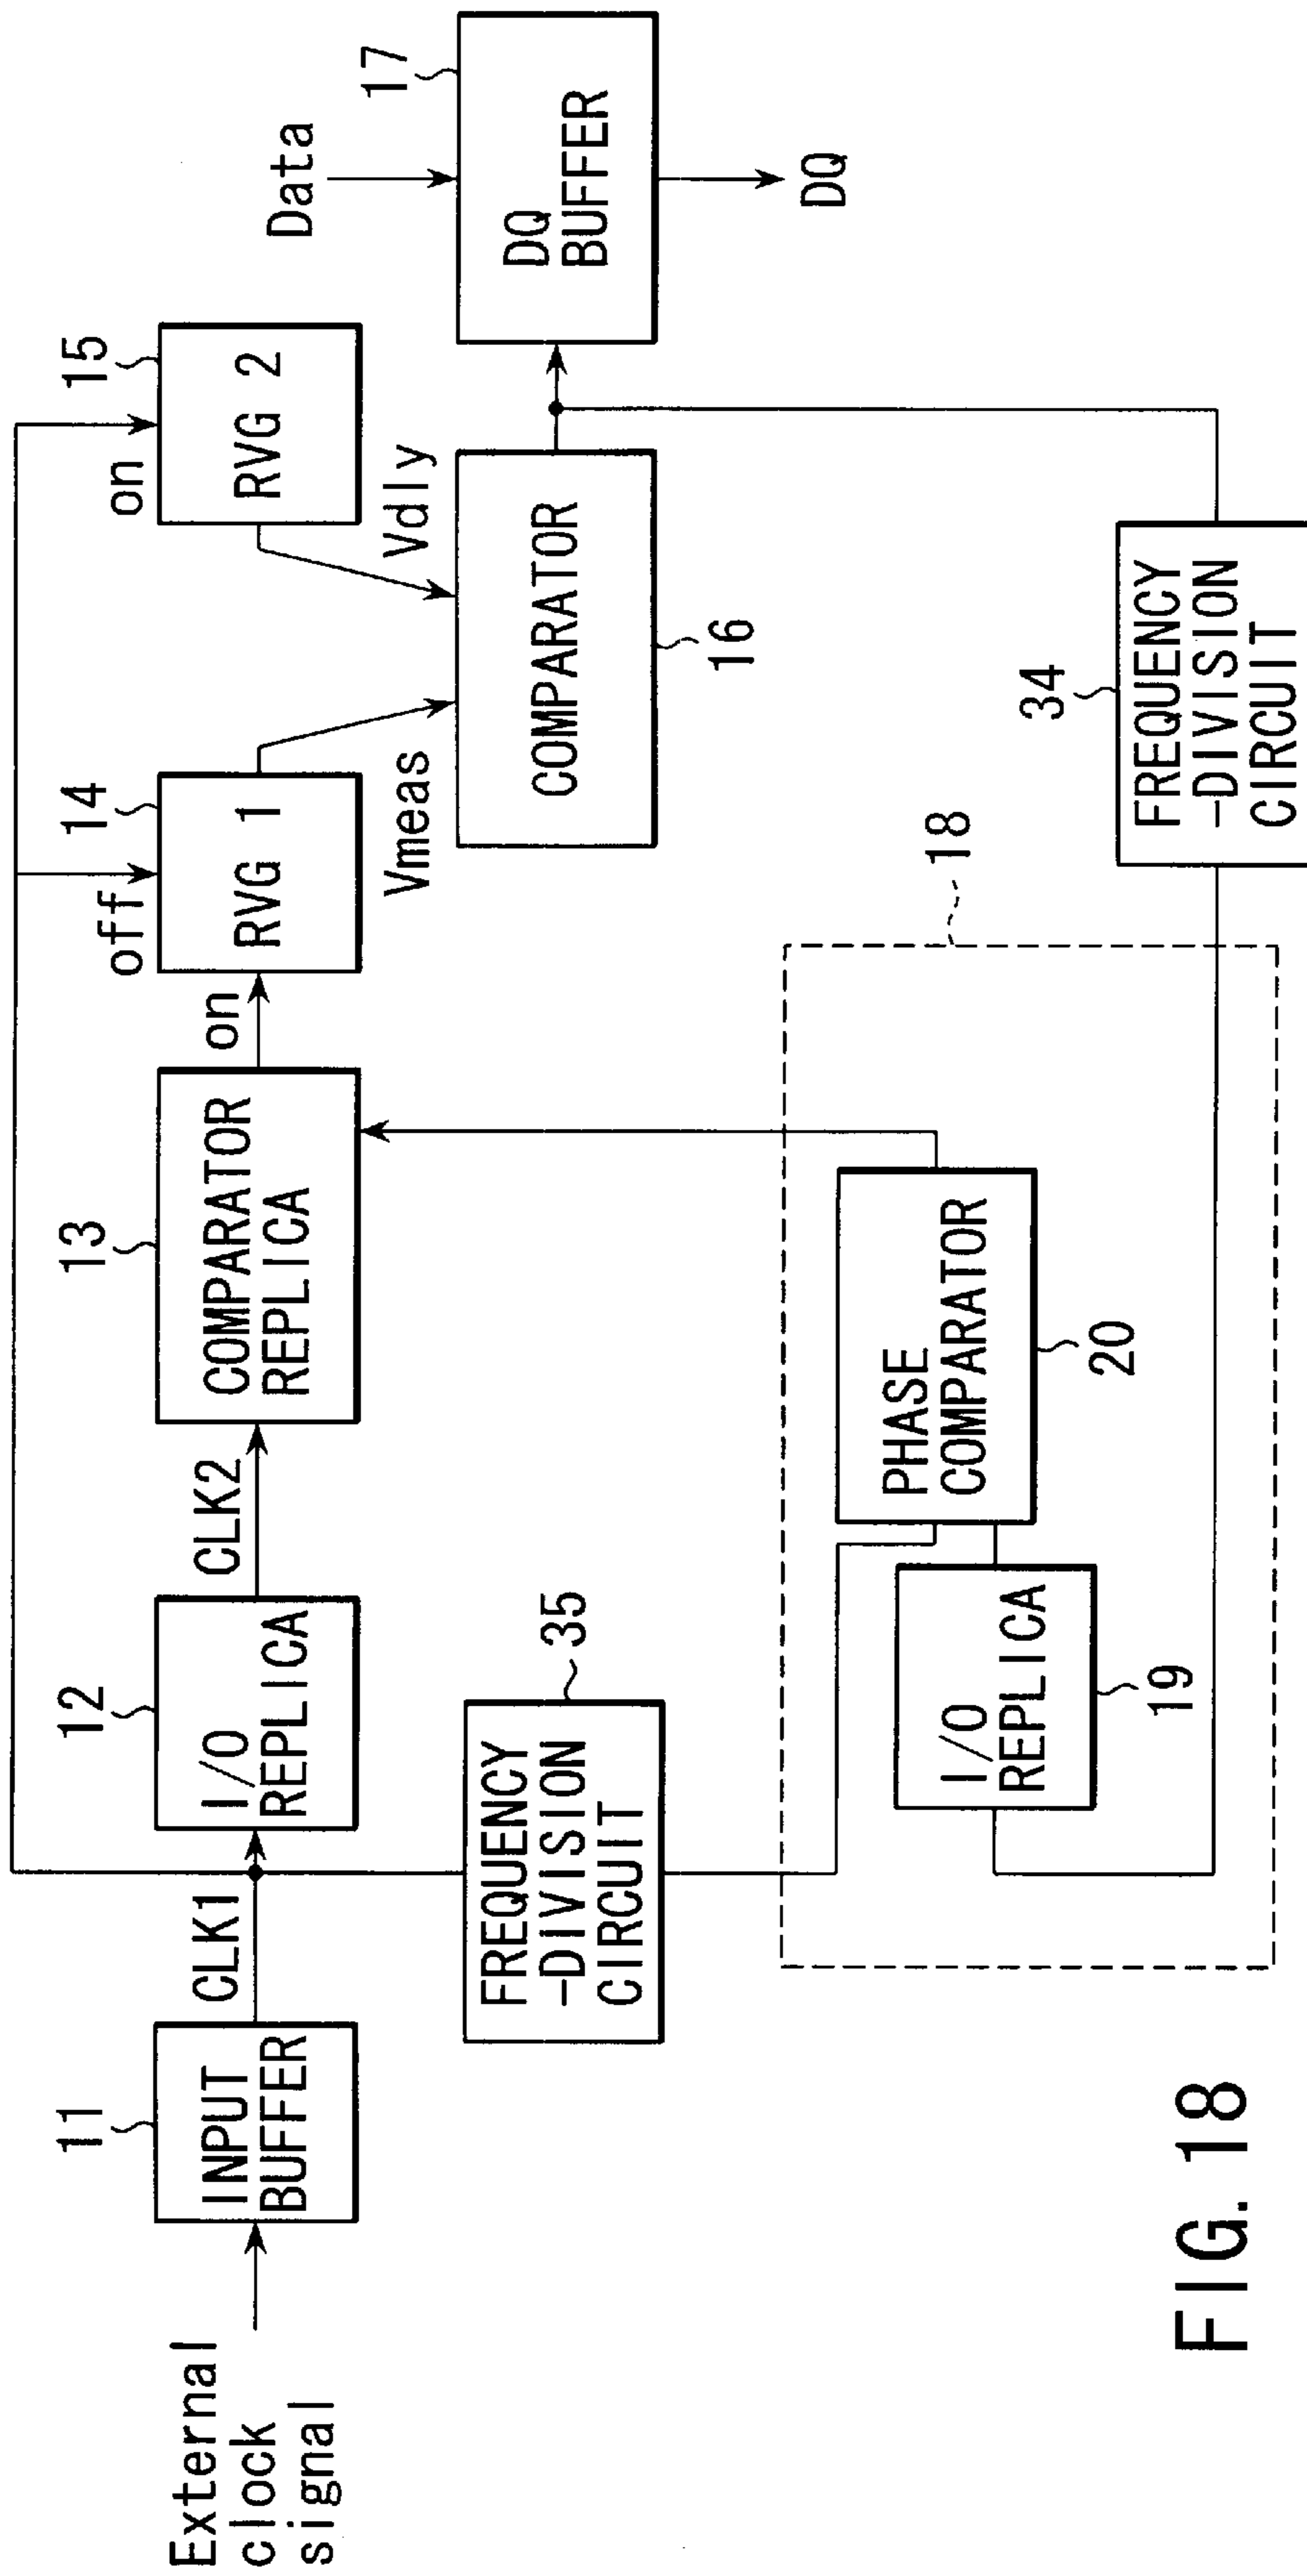 External
clock
signal
11
INPUT
BUFFER
CLK1
12
I/O
REPLICA
CLK2
13
COMPARATOR
REPLICA
on
off
14
RVG 1
on
15
RVG 2
Vmeas
Vdly
COMPARATOR
16
Data
17
DQ
BUFFER
DQ
35
FREQUENCY
-DIVISION
CIRCUIT
18
PHASE
COMPARATOR
20
I/O
REPLICA
19
34
FREQUENCY
-DIVISION
CIRCUIT
FIG. 18